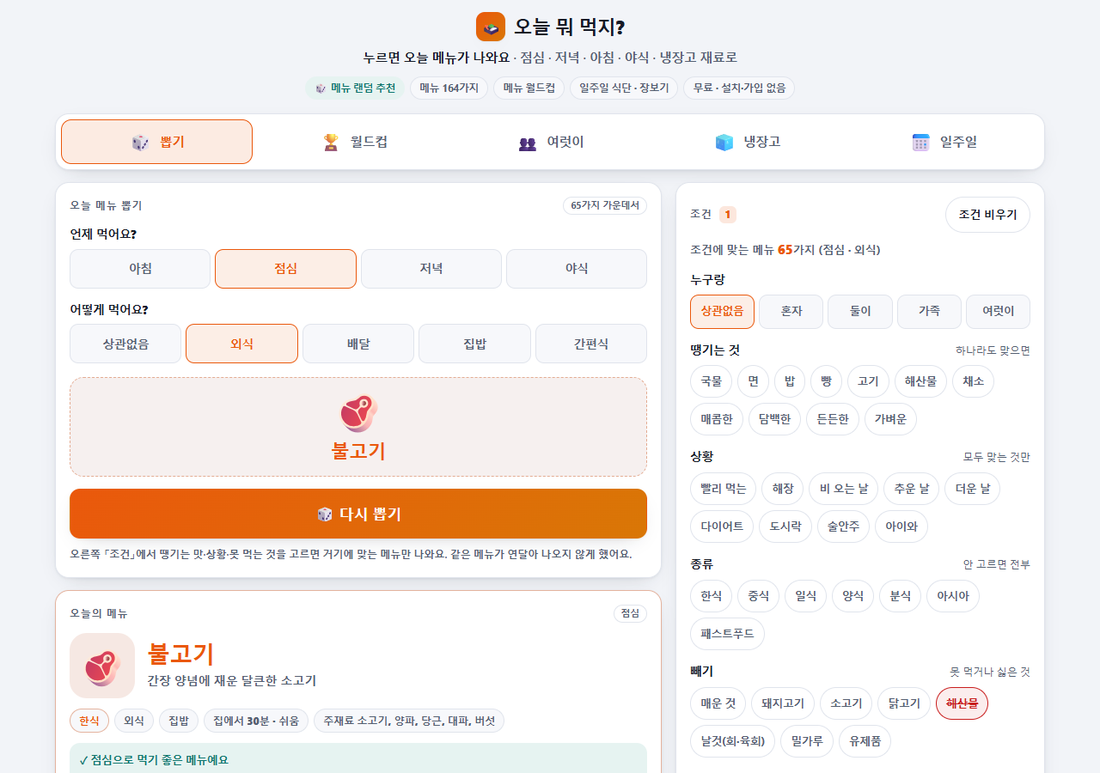 오늘 뭐 먹지?
누르면 오늘 메뉴가 나와요 · 점심 · 저녁 · 아침 · 야식 · 냉장고 재료로
메뉴 랜덤 추천 메뉴 164가지 메뉴 월드컵 일주일 식단 · 장보기 무료 · 설치·가입 없음
뽑기 월드컵 여럿이 냉장고 일주일
오늘 메뉴 뽑기 65가지 가운데서
언제 먹어요?
아침 점심 저녁 야식
어떻게 먹어요?
상관없음 외식 배달 집밥 간편식
불고기
다시 뽑기
오른쪽 「조건」에서 땡기는 맛·상황·못 먹는 것을 고르면 거기에 맞는 메뉴만 나와요. 같은 메뉴가 연달아 나오지 않게 했어요.
오늘의 메뉴 점심
불고기
간장 양념에 재운 달큰한 소고기
한식 외식 집밥 집에서 30분 · 쉬움 주재료 소고기, 양파, 당근, 대파, 버섯
✓ 점심으로 먹기 좋은 메뉴예요
조건 1 조건 비우기
조건에 맞는 메뉴 65가지 (점심 · 외식)
누구랑
상관없음 혼자 둘이 가족 여럿이
땡기는 것 하나라도 맞으면
국물 면 밥 빵 고기 해산물 채소
매콤한 담백한 든든한 가벼운
상황 모두 맞는 것만
빨리 먹는 해장 비 오는 날 추운 날 더운 날
다이어트 도시락 술안주 아이와
종류 안 고르면 전부
한식 중식 일식 양식 분식 아시아
패스트푸드
빼기 못 먹거나 싫은 것
매운 것 돼지고기 소고기 닭고기 해산물
날것(회·육회) 밀가루 유제품